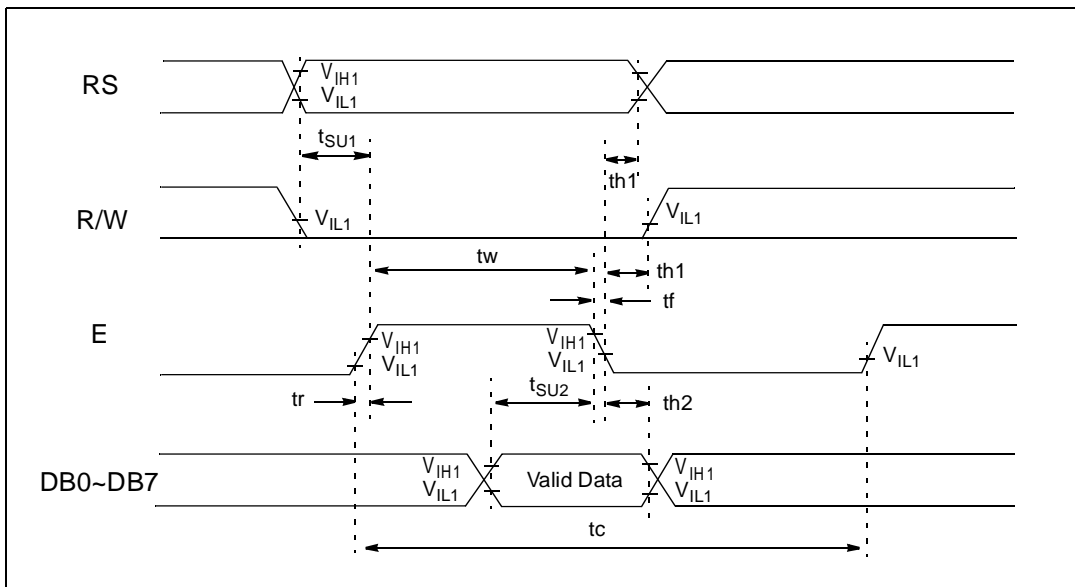 RS
VIH1
VIL1
tSU1
th1
R/W
VIL1
VIL1
tw
th1
tf
E
VIH1
VIL1
VIH1
VIL1
VIL1
tr
tSU2
th2
DB0~DB7
VIH1
VIL1
Valid Data
VIH1
VIL1
tc